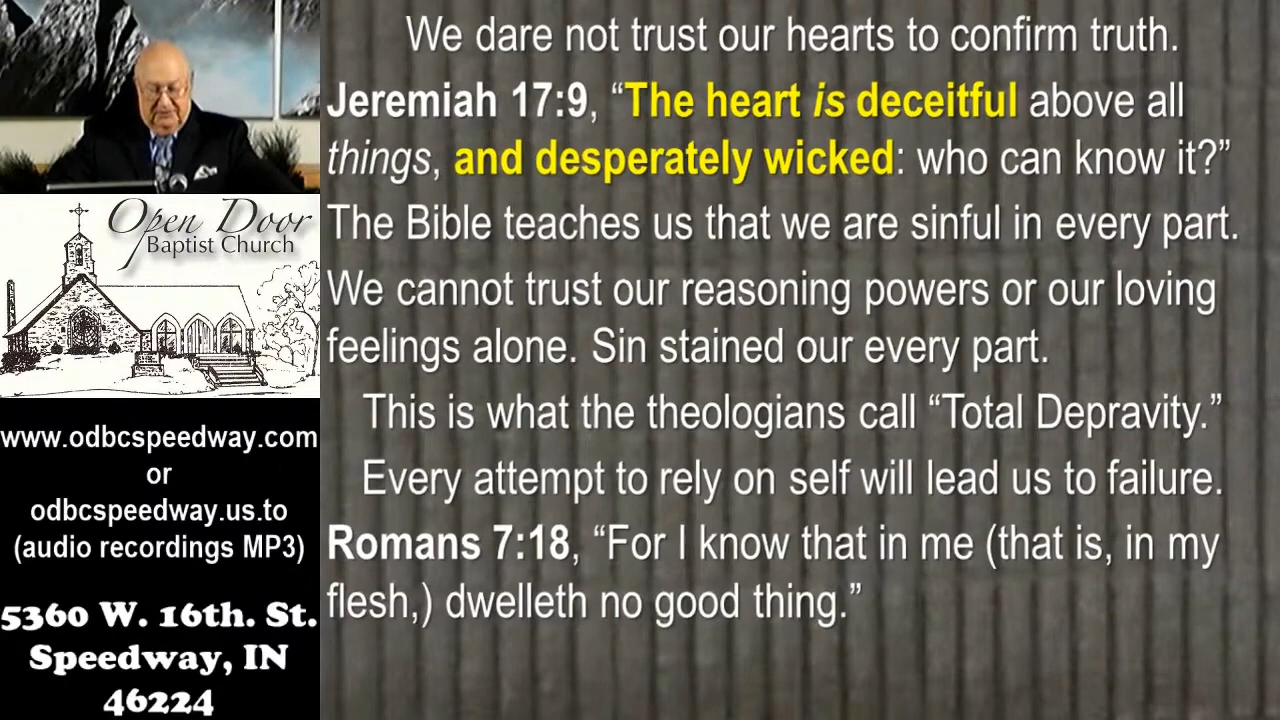 Open Door
Baptist Church
www.odbcspeedway.com
or
odbcspeedway.us.to
(audio recordings MP3)
5360 W. 16th. St.
Speedway, IN
46224
We dare not trust our hearts to confirm truth.
Jeremiah 17:9, “The heart is deceitful above all
things, and desperately wicked: who can know it?”
The Bible teaches us that we are sinful in every part.
We cannot trust our reasoning powers or our loving
feelings alone. Sin stained our every part.
This is what the theologians call “Total Depravity.”
Every attempt to rely on self will lead us to failure.
Romans 7:18, “For I know that in me (that is, in my
flesh,) dwelleth no good thing.”